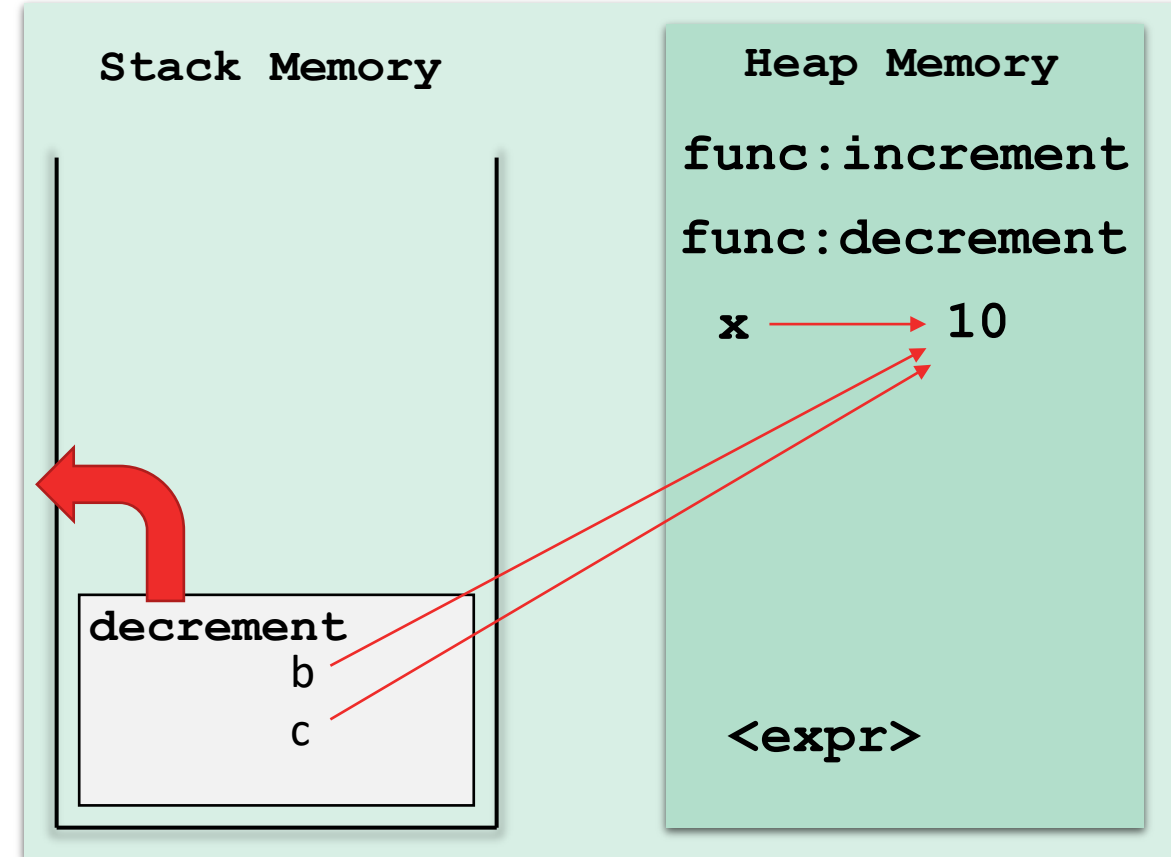 Stack Memory
decrement
b
c
Heap Memory
func:increment
func:decrement
x 10
<expr>